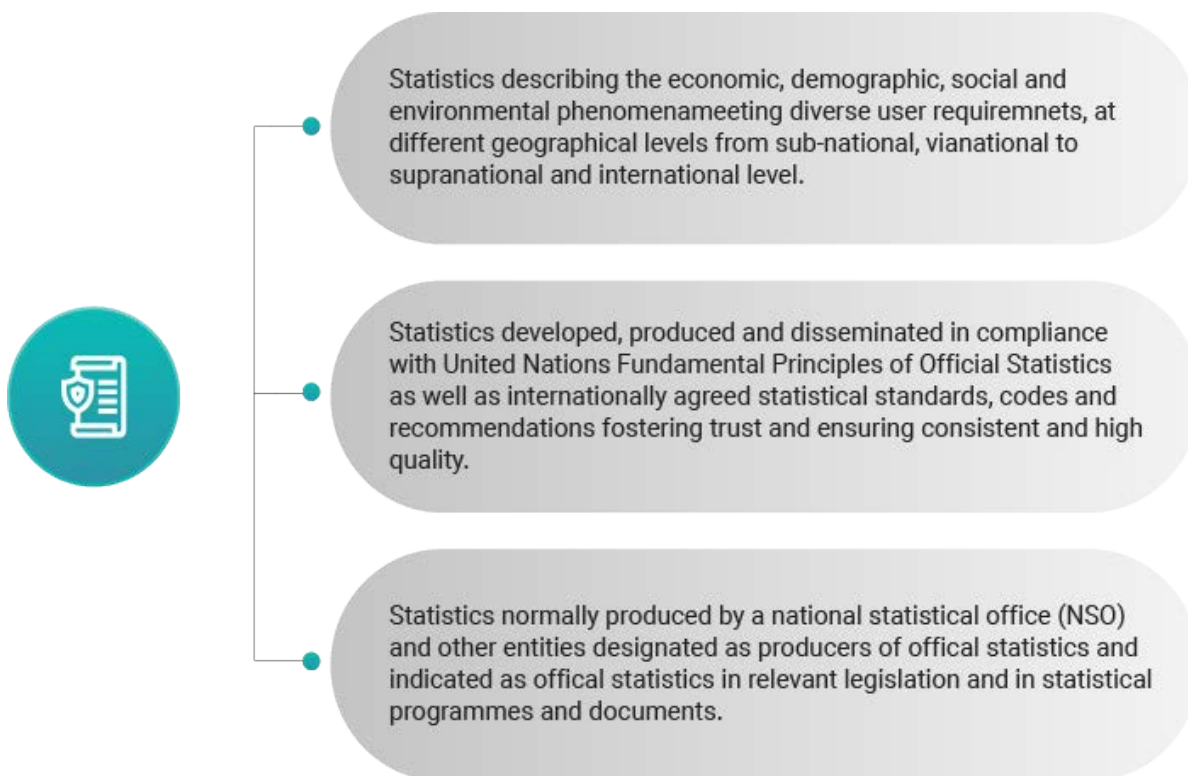 Statistics describing the economic, demographic, social and
environmental phenomenameeting diverse user requiremnets, at
different geographical levels from sub-national, vianational to
supranational and international level.
Statistics developed, produced and disseminated in compliance
with United Nations Fundamental Principles of Official Statistics
as well as internationally agreed statistical standards, codes and
recommendations fostering trust and ensuring consistent and high
quality.
Statistics normally produced by a national statistical office (NSO)
and other entities designated as producers of offical statistics and
indicated as offical statistics in relevant legislation and in statistical
programmes and documents.